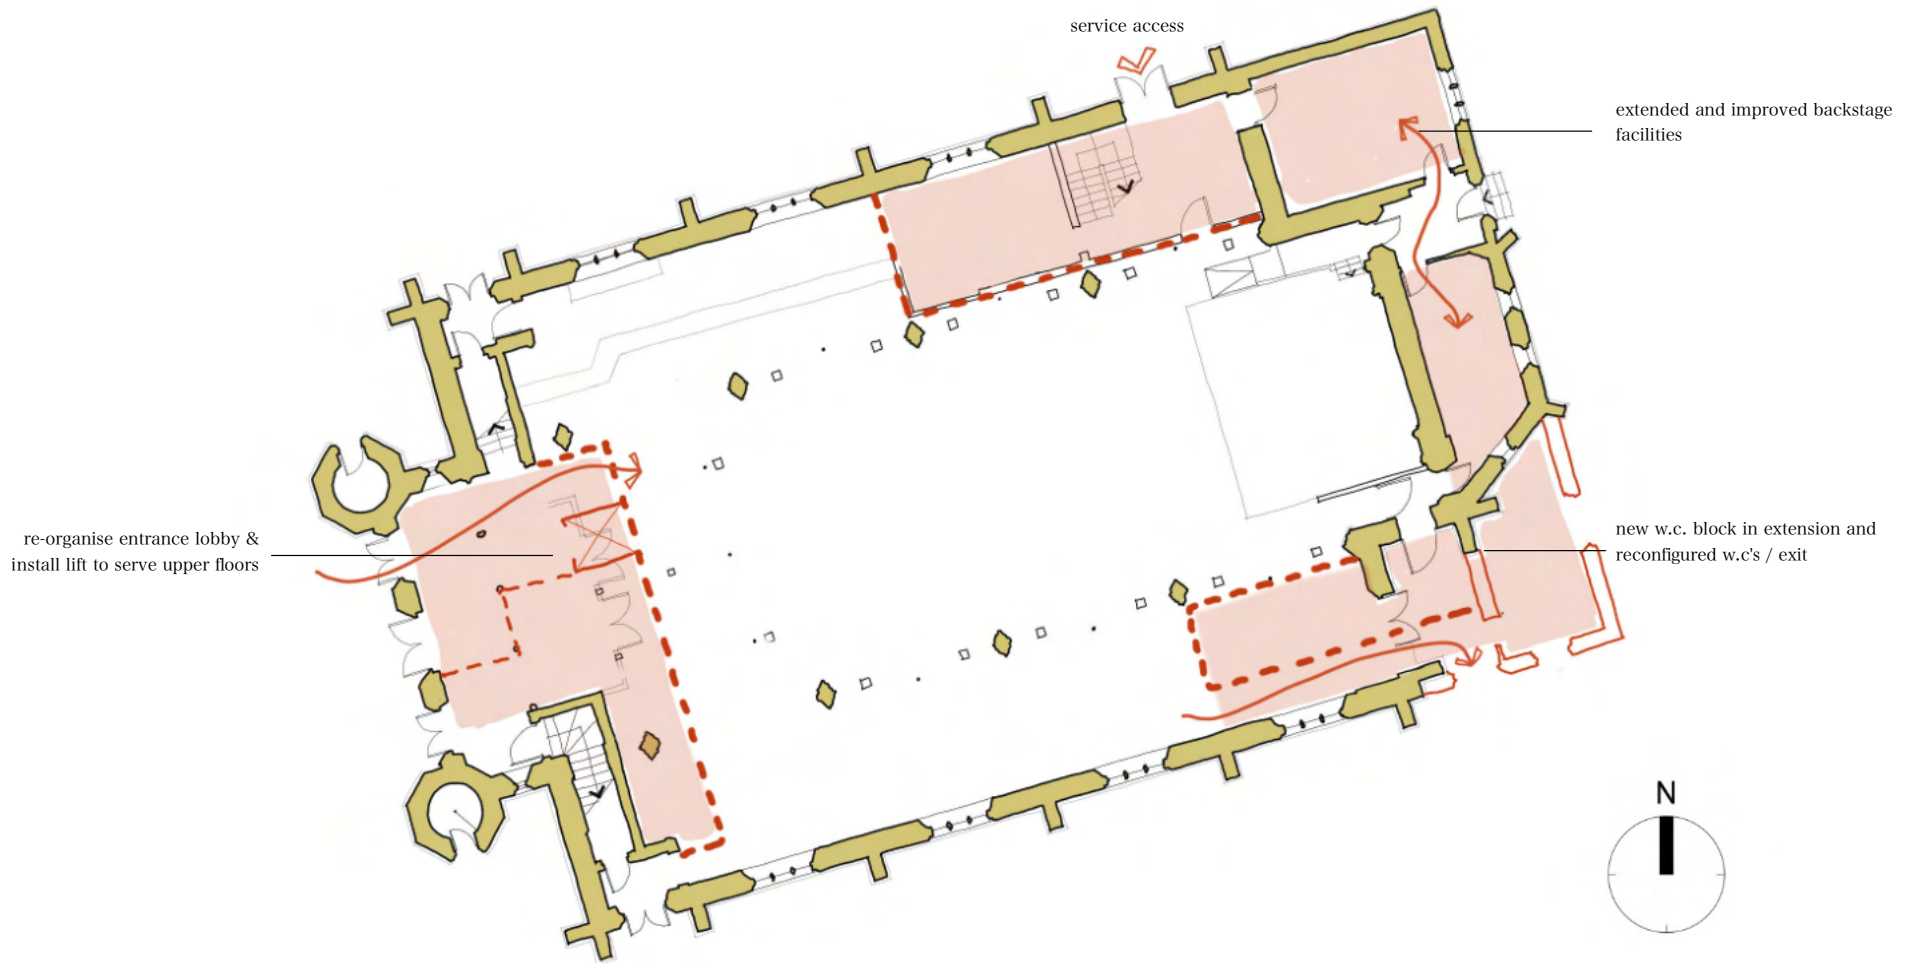 service access
extended and improved backstage
facilities
re-organise entrance lobby &
install lift to serve upper floors
new w.c. block in extension and
reconfigured w.c's / exit
N